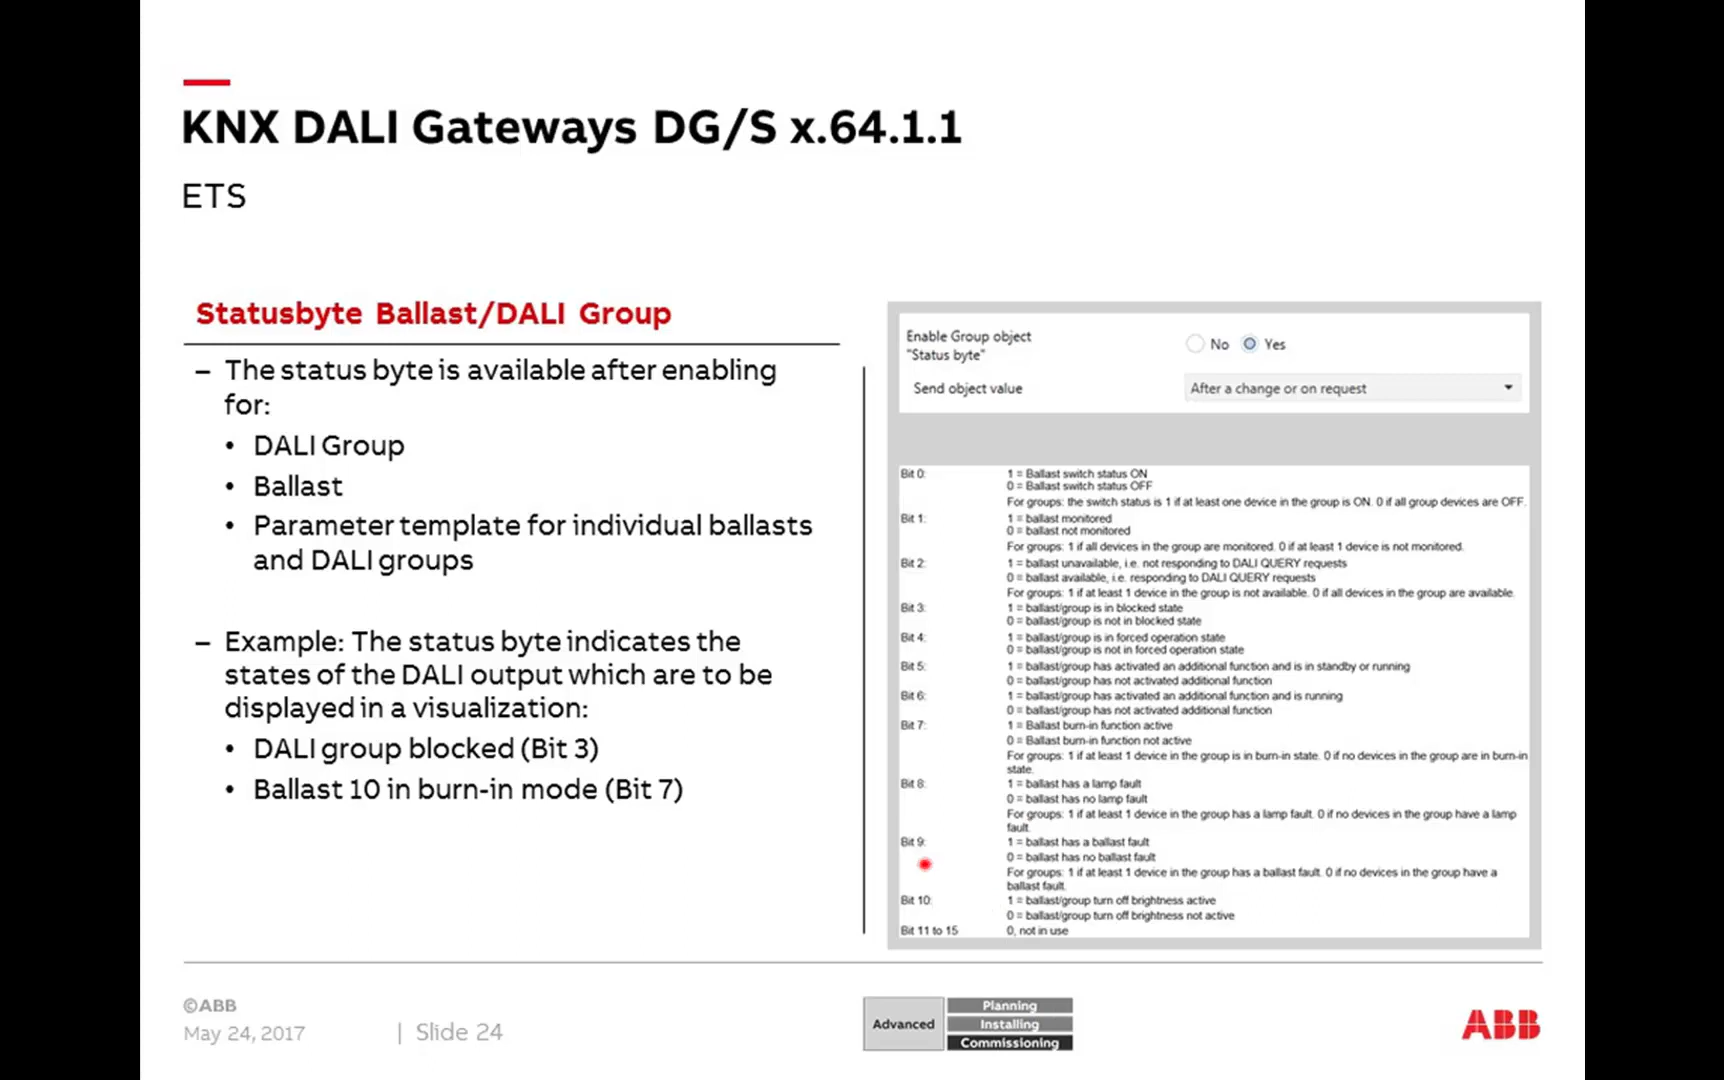 KNX DALI Gateways DG/S x.64.1.1
ETS
Statusbyte Ballast/DALI Group
– The status byte is available after enabling
for:
• DALI Group
• Ballast
• Parameter template for individual ballasts
and DALI groups
– Example: The status byte indicates the
states of the DALI output which are to be
displayed in a visualization:
• DALI group blocked (Bit 3)
• Ballast 10 in burn-in mode (Bit 7)
Enable Group object
"Status byte"
No Yes
Send object value After a change or on request
Bit 0: 1 = Ballast switch status ON
0 = Ballast switch status OFF
For groups: the switch status is 1 if at least one device in the group is ON. 0 if all group devices are OFF.
Bit 1: 1 = ballast monitored
0 = ballast not monitored
For groups: 1 if all devices in the group are monitored. 0 if at least 1 device is not monitored.
Bit 2: 1 = ballast unavailable, i.e. not responding to DALI QUERY requests
0 = ballast available, i.e. responding to DALI QUERY requests
For groups: 1 if at least 1 device in the group is not available. 0 if all devices in the group are available.
Bit 3: 1 = ballast/group is in blocked state
0 = ballast/group is not in blocked state
Bit 4: 1 = ballast/group is in forced operation state
0 = ballast/group is not in forced operation state
Bit 5: 1 = ballast/group has activated an additional function and is in standby or running
0 = ballast/group has not activated additional function
Bit 6: 1 = ballast/group has activated an additional function and is running
0 = ballast/group has not activated additional function
Bit 7: 1 = Ballast burn-in function active
0 = Ballast burn-in function not active
For groups: 1 if at least 1 device in the group is in burn-in state. 0 if no devices in the group are in burn-in
state.
Bit 8: 1 = ballast has a lamp fault
0 = ballast has no lamp fault
For groups: 1 if at least 1 device in the group has a lamp fault. 0 if no devices in the group have a lamp
fault.
Bit 9: 1 = ballast has a ballast fault
0 = ballast has no ballast fault
For groups: 1 if at least 1 device in the group has a ballast fault. 0 if no devices in the group have a
ballast fault.
Bit 10: 1 = ballast/group turn off brightness active
0 = ballast/group turn off brightness not active
Bit 11 to 15 0, not in use
©ABB
May 24, 2017 | Slide 24
Advanced
Planning
Installing
Commissioning
ABB